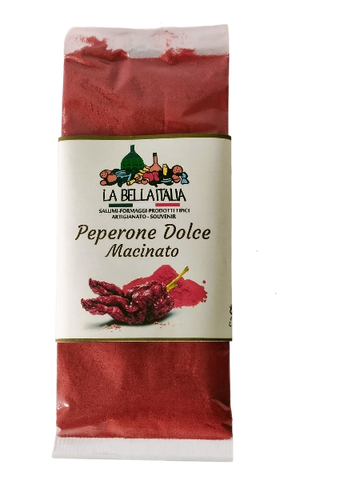 LA BELLA ITALIA
SALUMI-FORMAGGI-PRODOTTI TIPICI
ARTIGIANATO - SOUVENIR
Peperone Dolce
Macinato